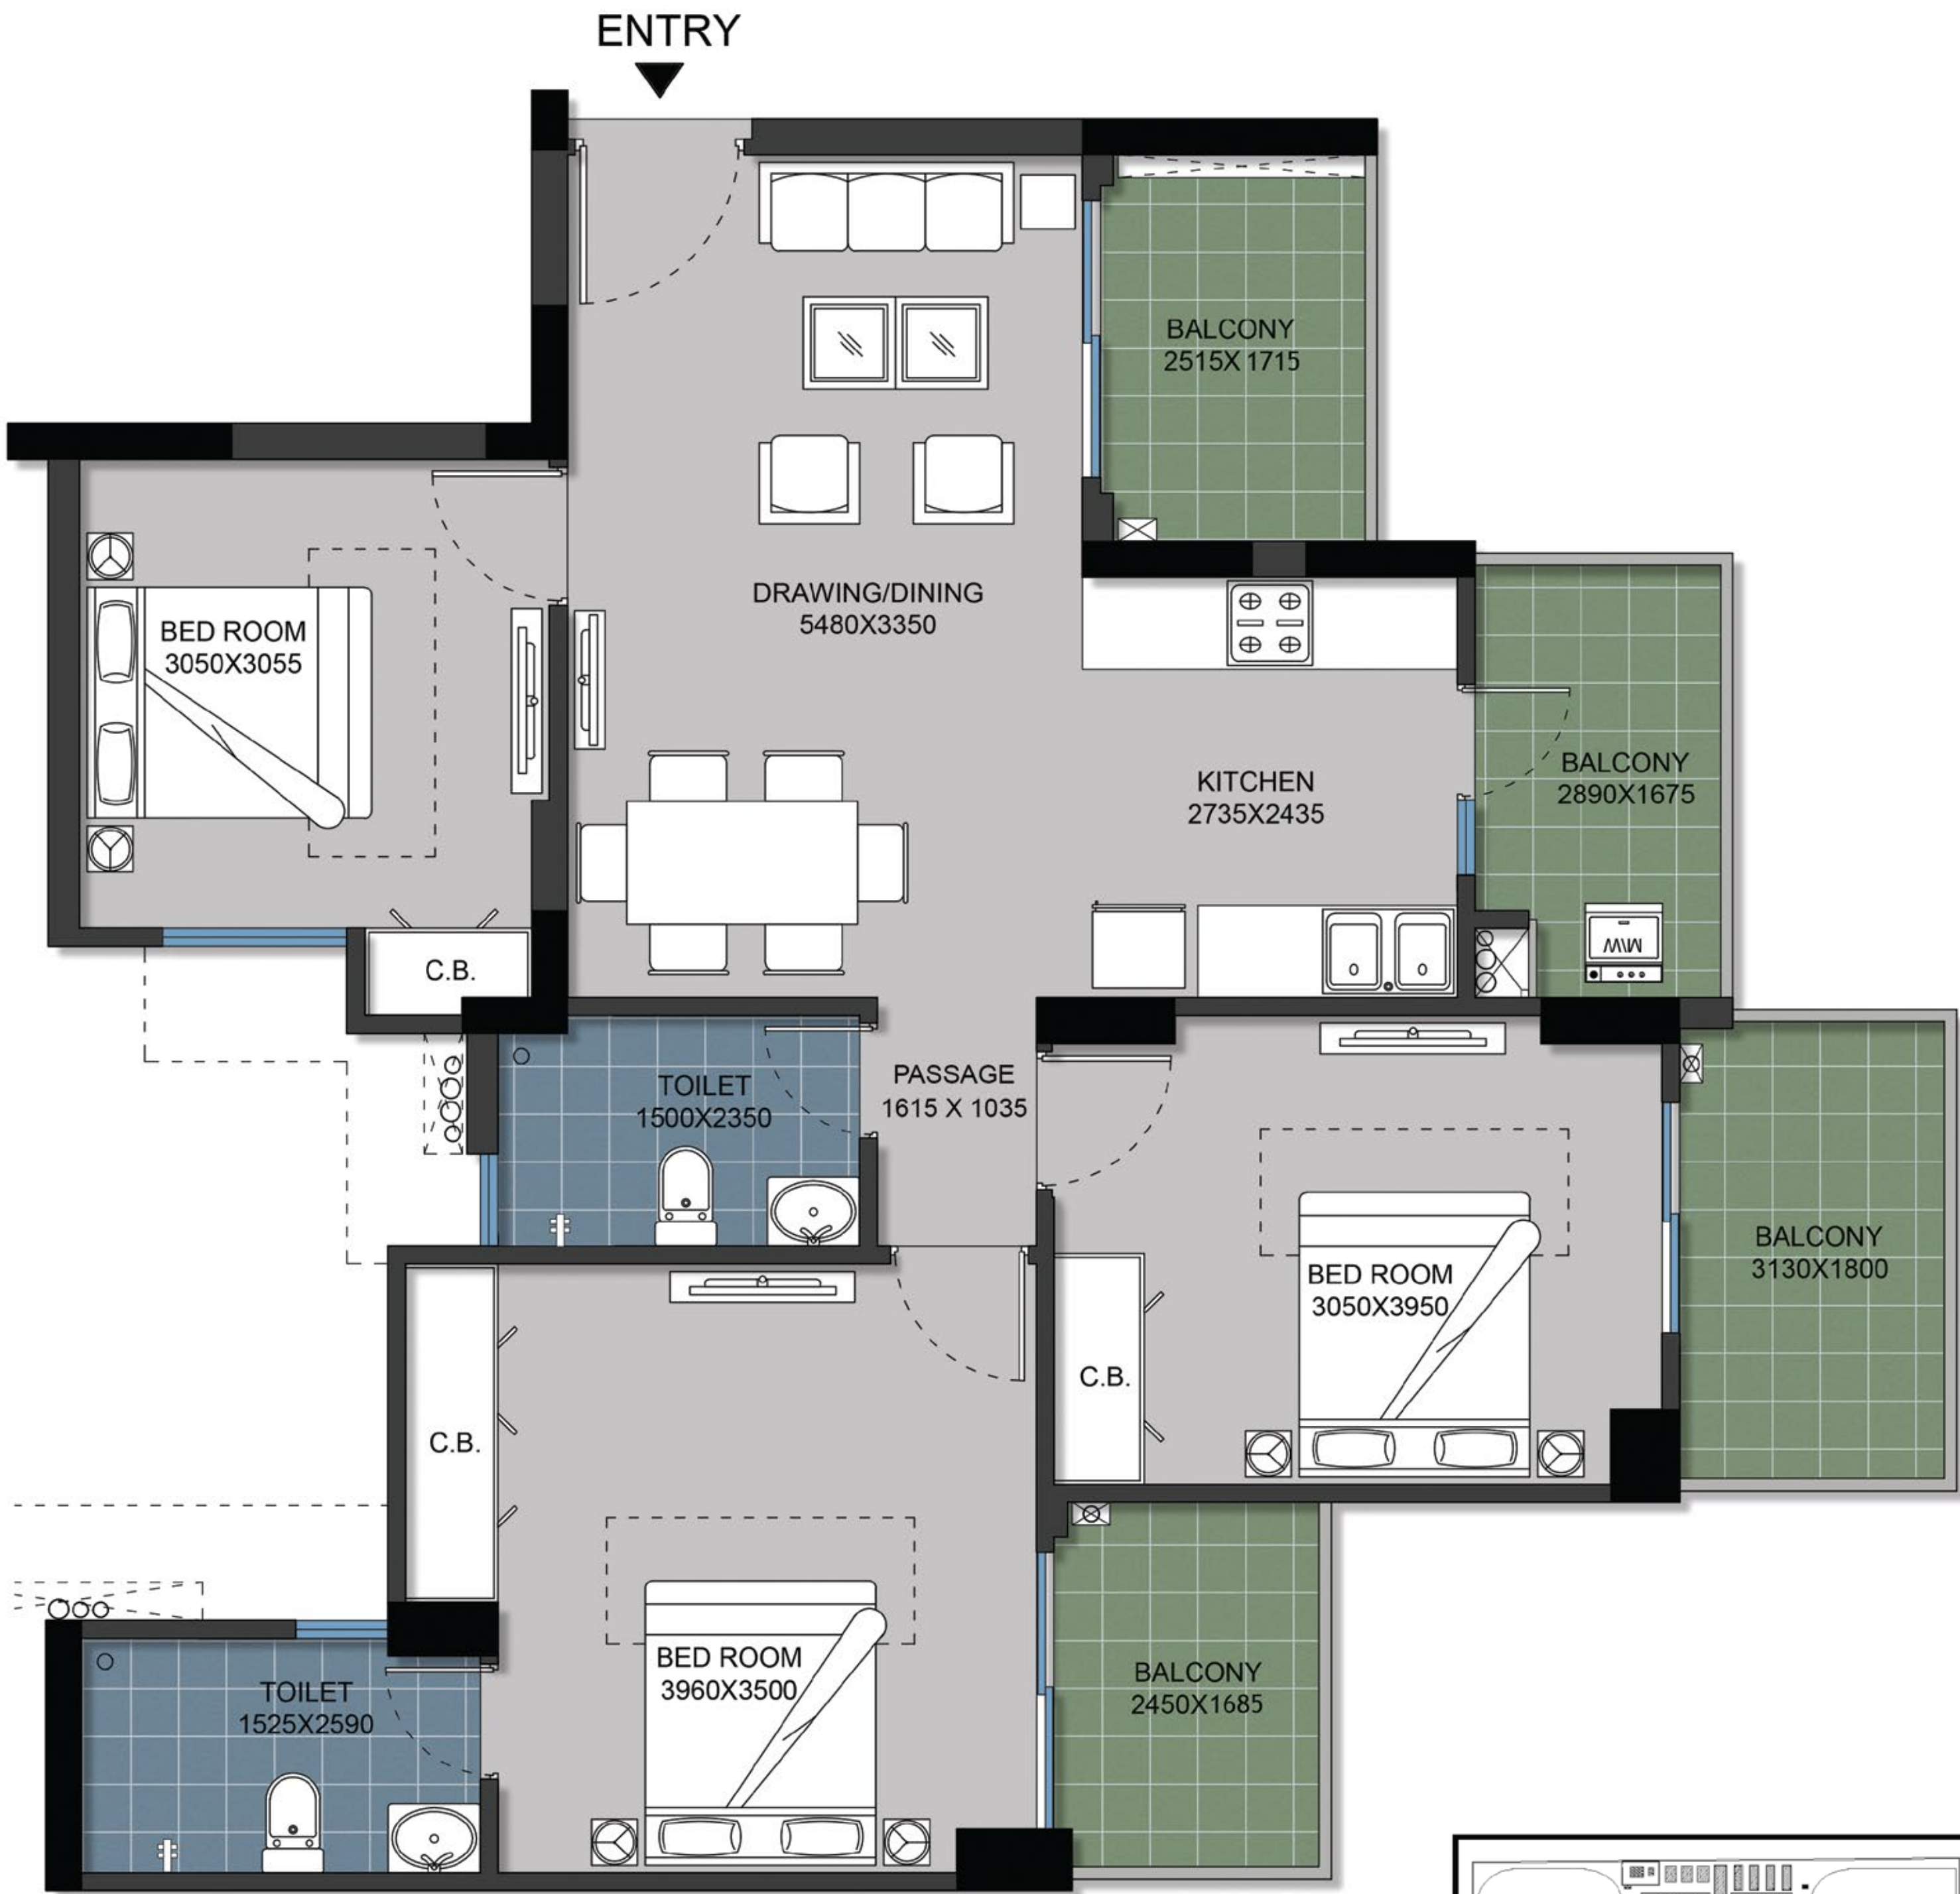 ENTRY
BALCONY
2515X 1715
DRAWING/DINING
5480X3350
BED ROOM
3050X3055
KITCHEN
2735X2435
BALCONY
2890X1675
M/W
C.B.
TOILET
1500X2350
PASSAGE
1615 X 1035
BED ROOM
3050X3950
BALCONY
3130X1800
C.B.
C.B.
BED ROOM
3960X3500
BALCONY
2450X1685
TOILET
1525X2590